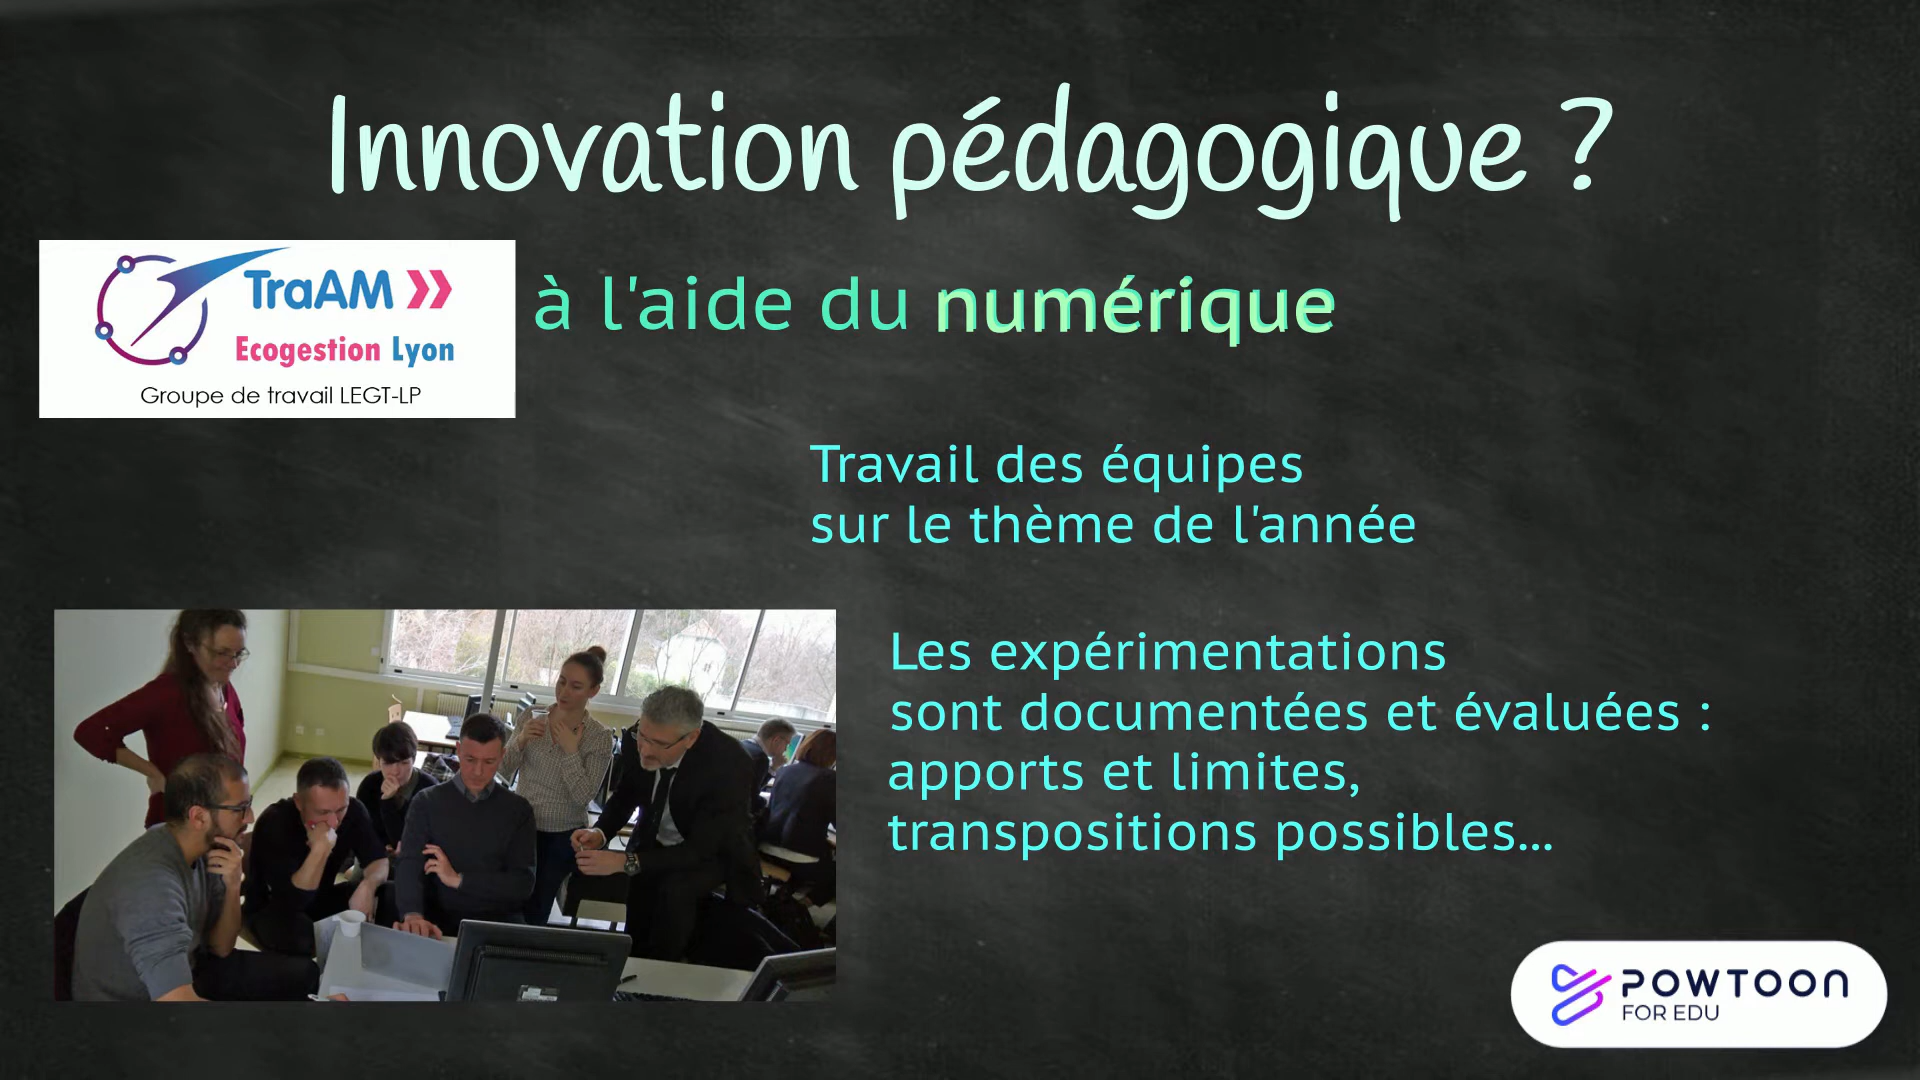 Innovation pédagogique ?
TraAM
Ecogestion Lyon
Groupe de travail LEGT-LP
à l'aide du numérique
Travail des équipes
sur le thème de l'année
Les expérimentations
sont documentées et évaluées :
apports et limites,
transpositions possibles...
POWTOON
FOR EDU